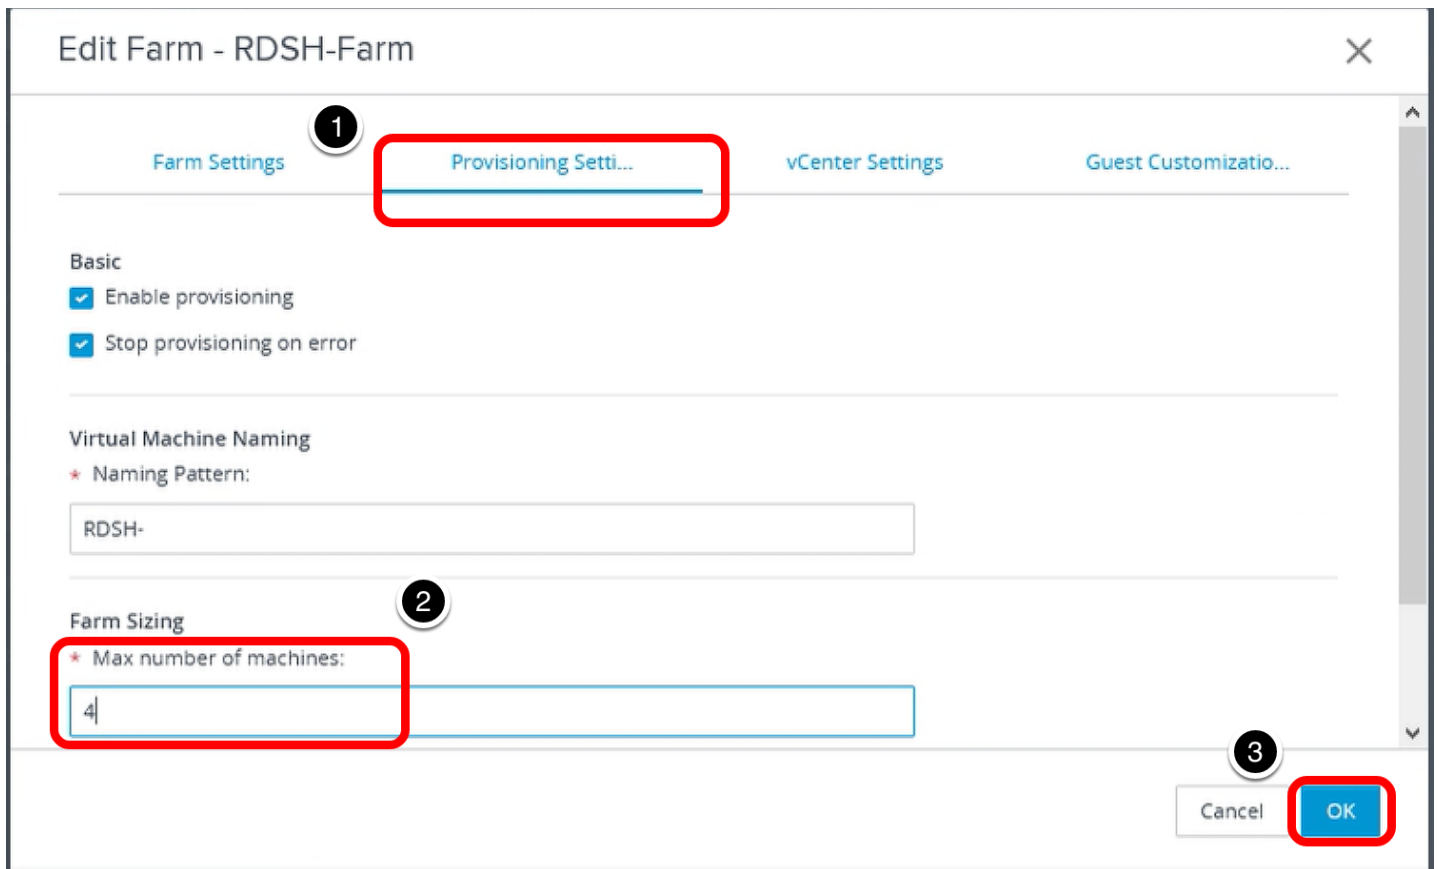 Edit Farm - RDSH-Farm
1
Farm Settings
Provisioning Setti...
vCenter Settings
Guest Customizatio...
Basic
Enable provisioning
Stop provisioning on error
Virtual Machine Naming
* Naming Pattern:
RDSH-
2
Farm Sizing
* Max number of machines:
4
3
Cancel
OK